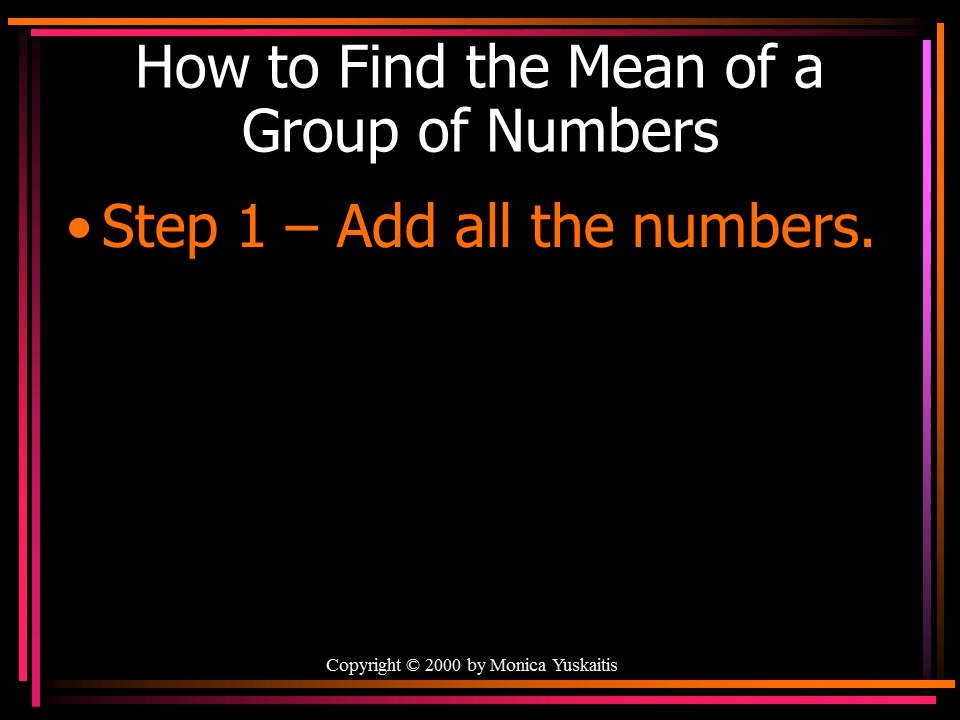 How to Find the Mean of a
Group of Numbers
• Step 1 – Add all the numbers.
Copyright © 2000 by Monica Yuskaitis